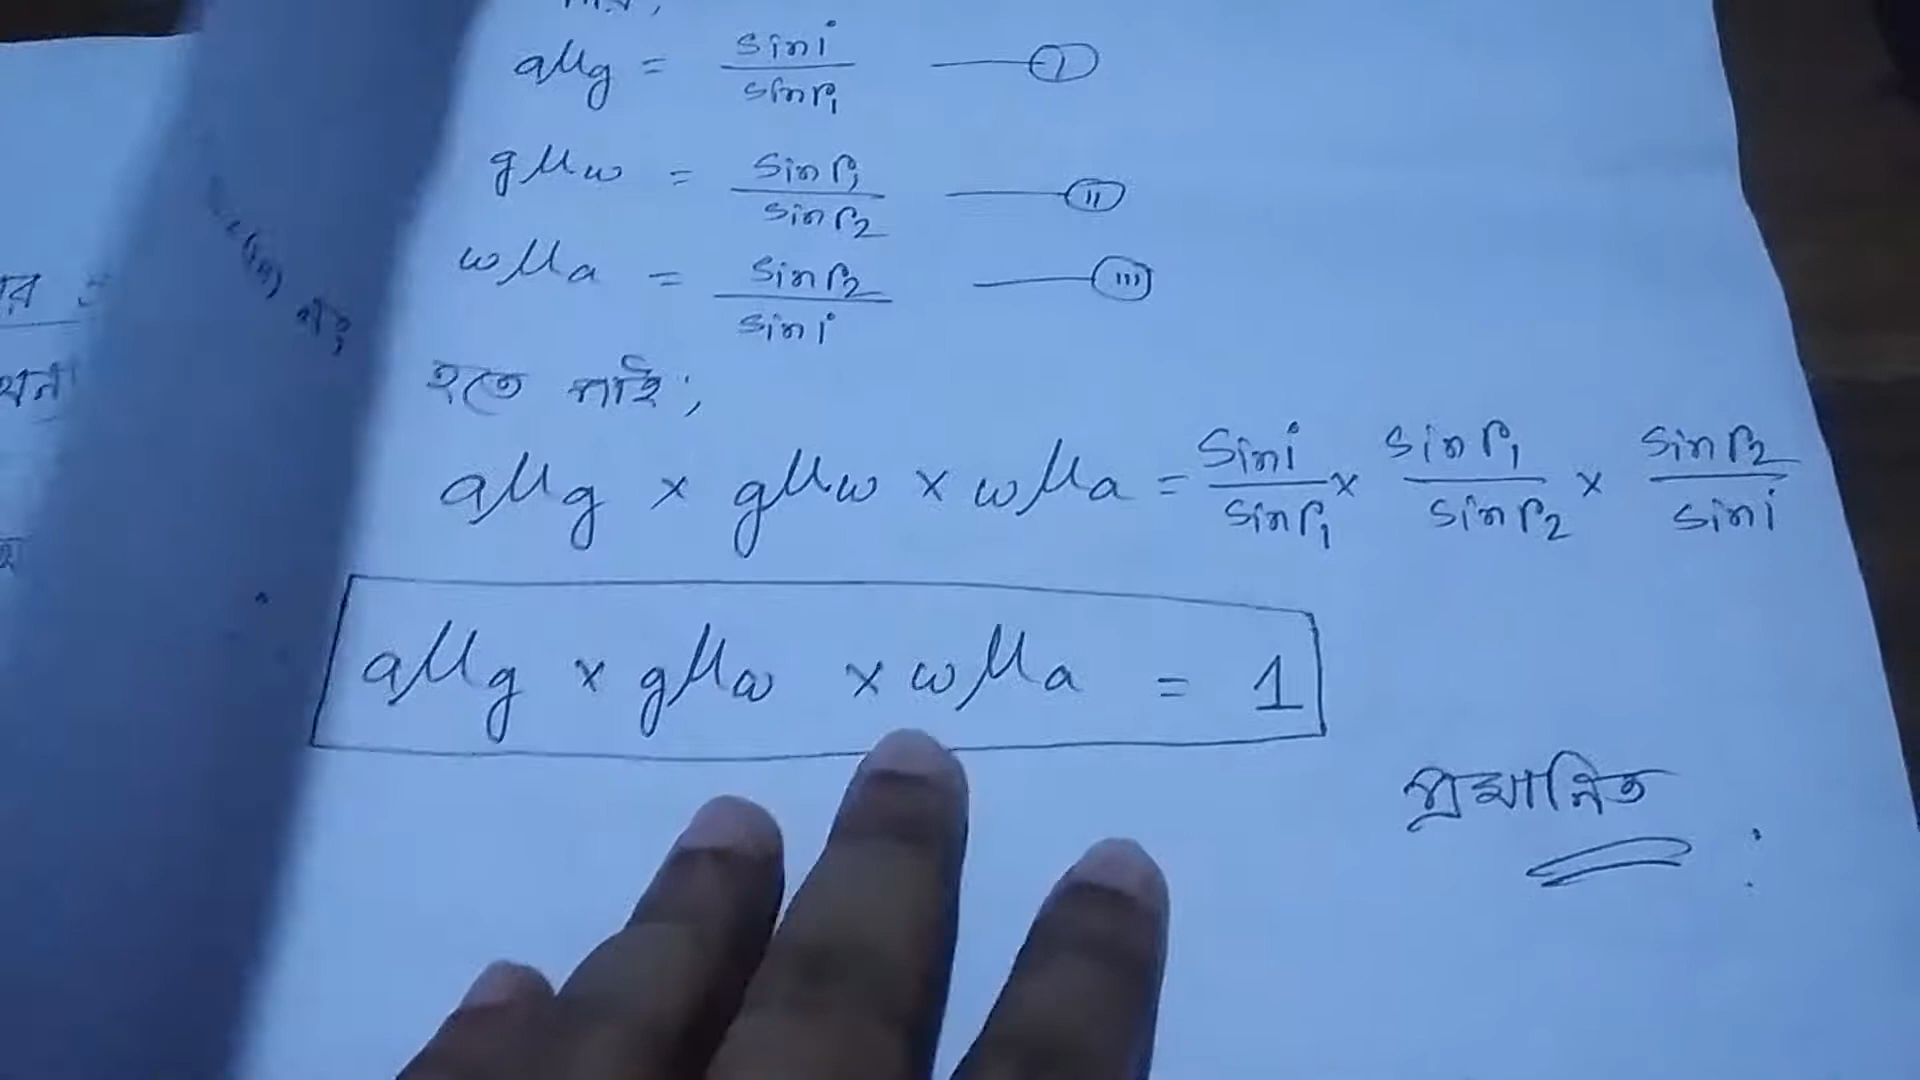 aμg = sin i / sin r₁ —— (i)
gμw = sin r₁ / sin r₂ —— (ii)
wμa = sin r₂ / sin i —— (iii)
হতে পাই;
aμg × gμw × wμa = sin i / sin r₁ × sin r₁ / sin r₂ × sin r₂ / sin i
aμg × gμω × wμa = 1
প্রমানিত